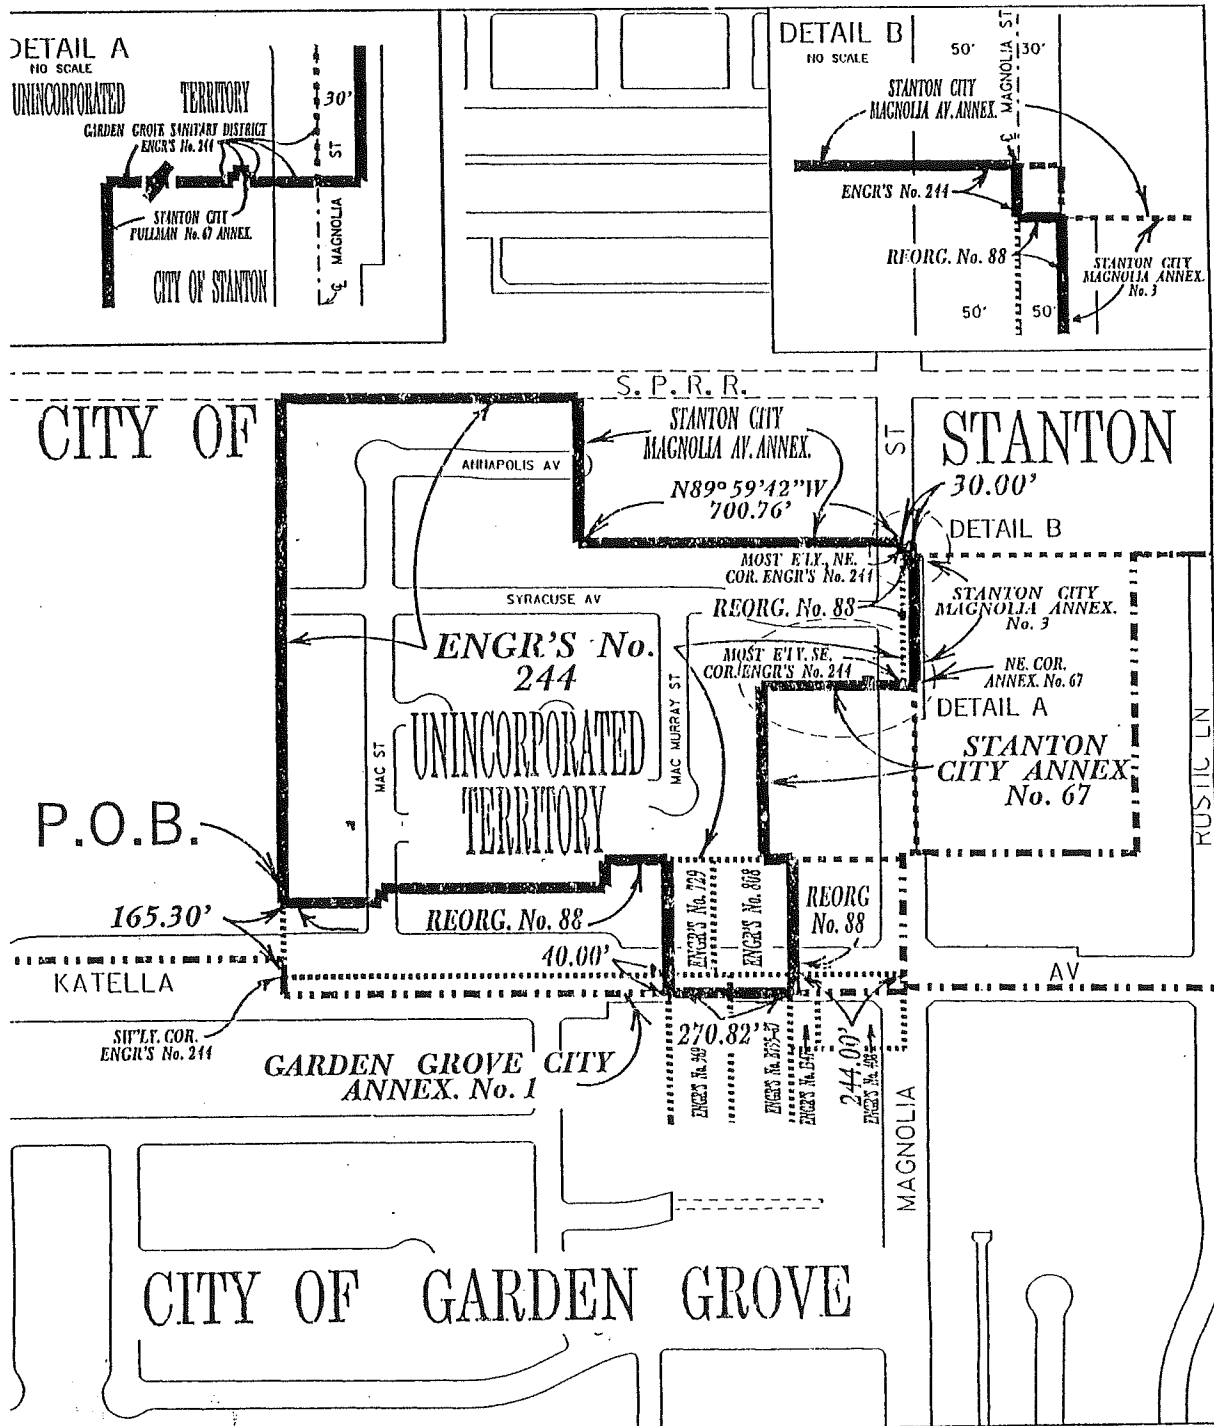 DETAIL A
NO SCALE
UNINCORPORATED TERRITORY
GARDEN GROVE SANITARY DISTRICT
ENGR'S No. 244
30'
ST
MAGNOLIA
℄
STANTON CITY
PULLMAN No. 67 ANNEX.
CITY OF STANTON
DETAIL B
NO SCALE
50'
30'
℄ MAGNOLIA ST
STANTON CITY
MAGNOLIA AV. ANNEX.
ENGR'S No. 244
REORG. No. 88
STANTON CITY
MAGNOLIA ANNEX.
No. 3
50'
50'
S. P. R. R.
CITY OF
STANTON
STANTON CITY
MAGNOLIA AV. ANNEX.
ANNAPOLIS AV
ST
N89°59'42"W
700.76'
30.00'
DETAIL B
MOST E'LY., NE.
COR. ENGR'S No. 244
SYRACUSE AV
REORG. No. 88
STANTON CITY
MAGNOLIA ANNEX.
No. 3
ENGR'S No.
244
MOST E'LY. SE.
COR. ENGR'S No. 244
NE. COR.
ANNEX. No. 67
DETAIL A
MAC MURRAY ST
UNINCORPORATED
TERRITORY
MAC ST
STANTON
CITY ANNEX
No. 67
RUSTIC LN
P.O.B.
165.30'
REORG. No. 88
ENGR'S No. 729
ENGR'S No. 808
REORG
No. 88
40.00'
KATELLA
AV
SW'LY. COR.
ENGR'S No. 244
270.82'
GARDEN GROVE CITY
ANNEX. No. 1
244.00'
MAGNOLIA
CITY OF GARDEN GROVE